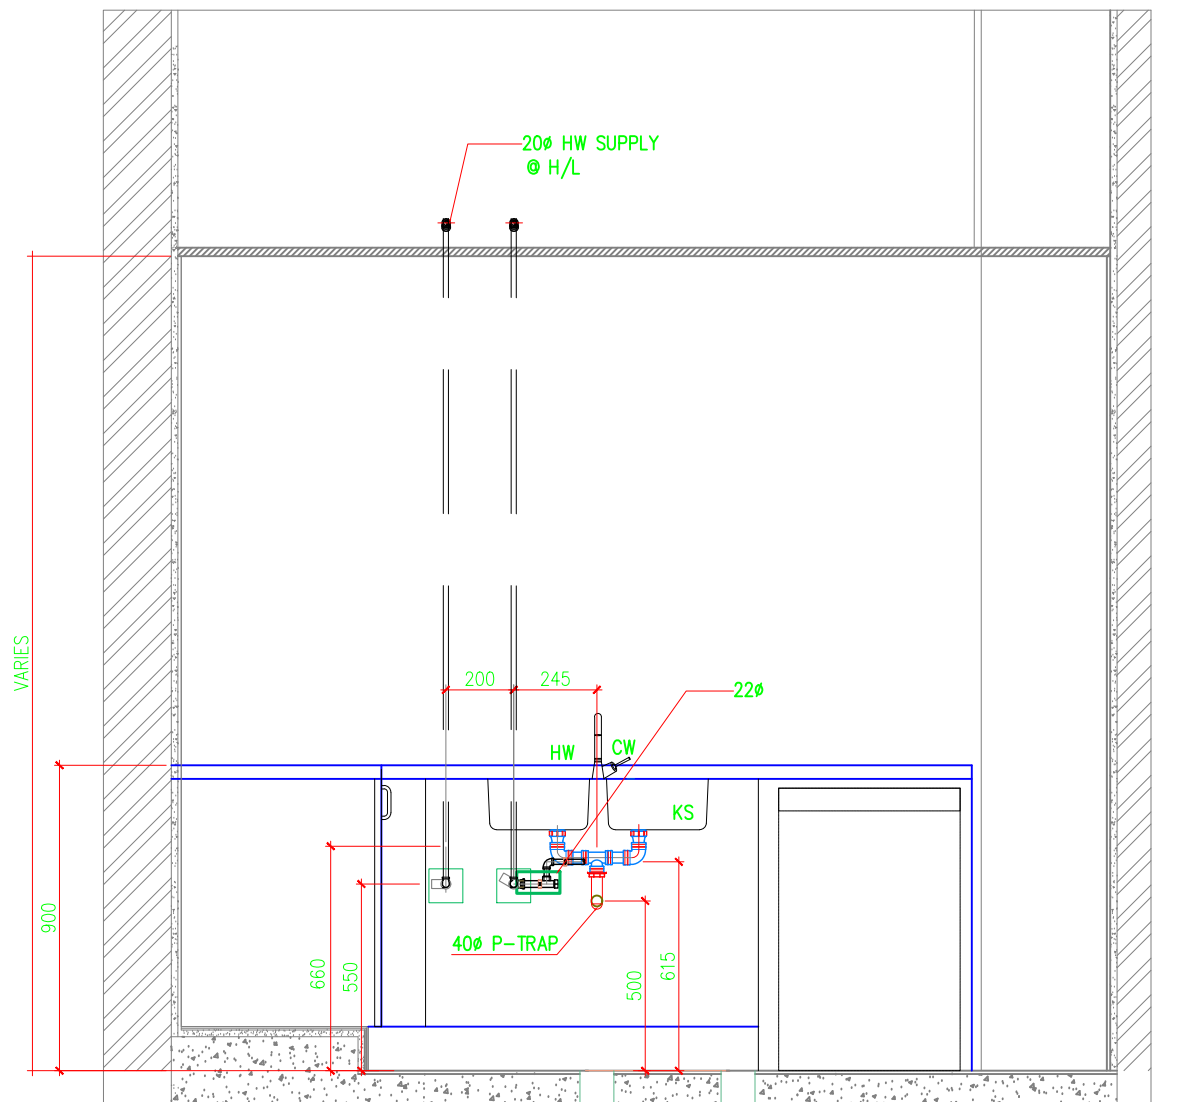 20ø HW SUPPLY
@ H/L
VARIES
200
245
22ø
HW
CW
KS
900
660
550
40ø P-TRAP
500
615